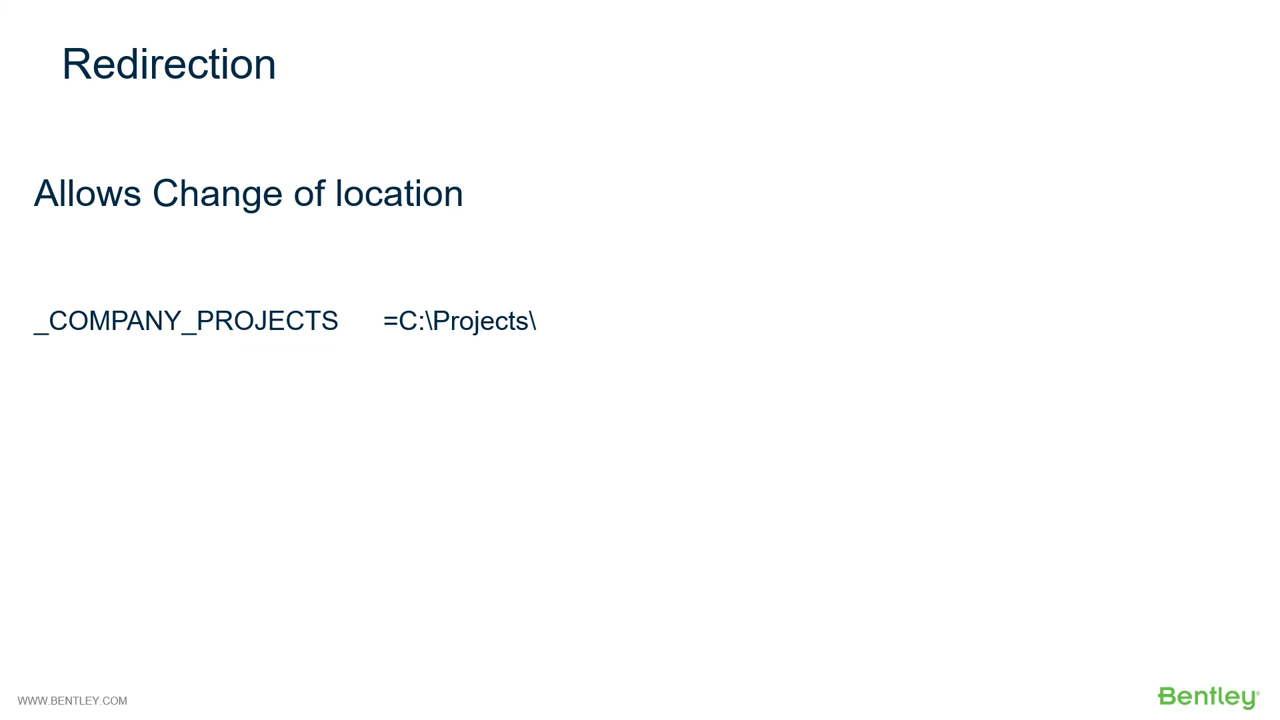 Redirection
Allows Change of location
_COMPANY_PROJECTS =C:\Projects\
WWW.BENTLEY.COM
Bentley®